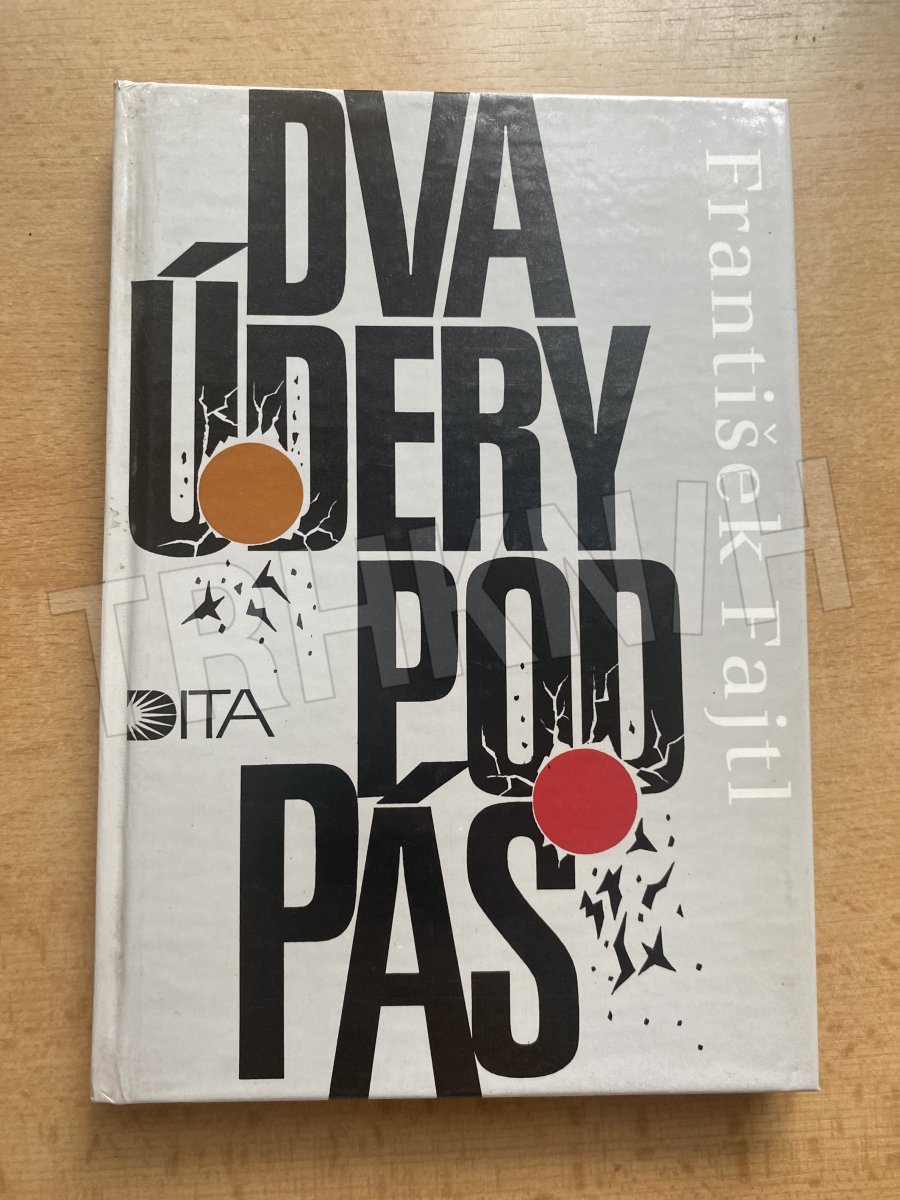 DVA
ÚDERY
POD
PÁS
František Fajtl
DITA
TRHKNIH